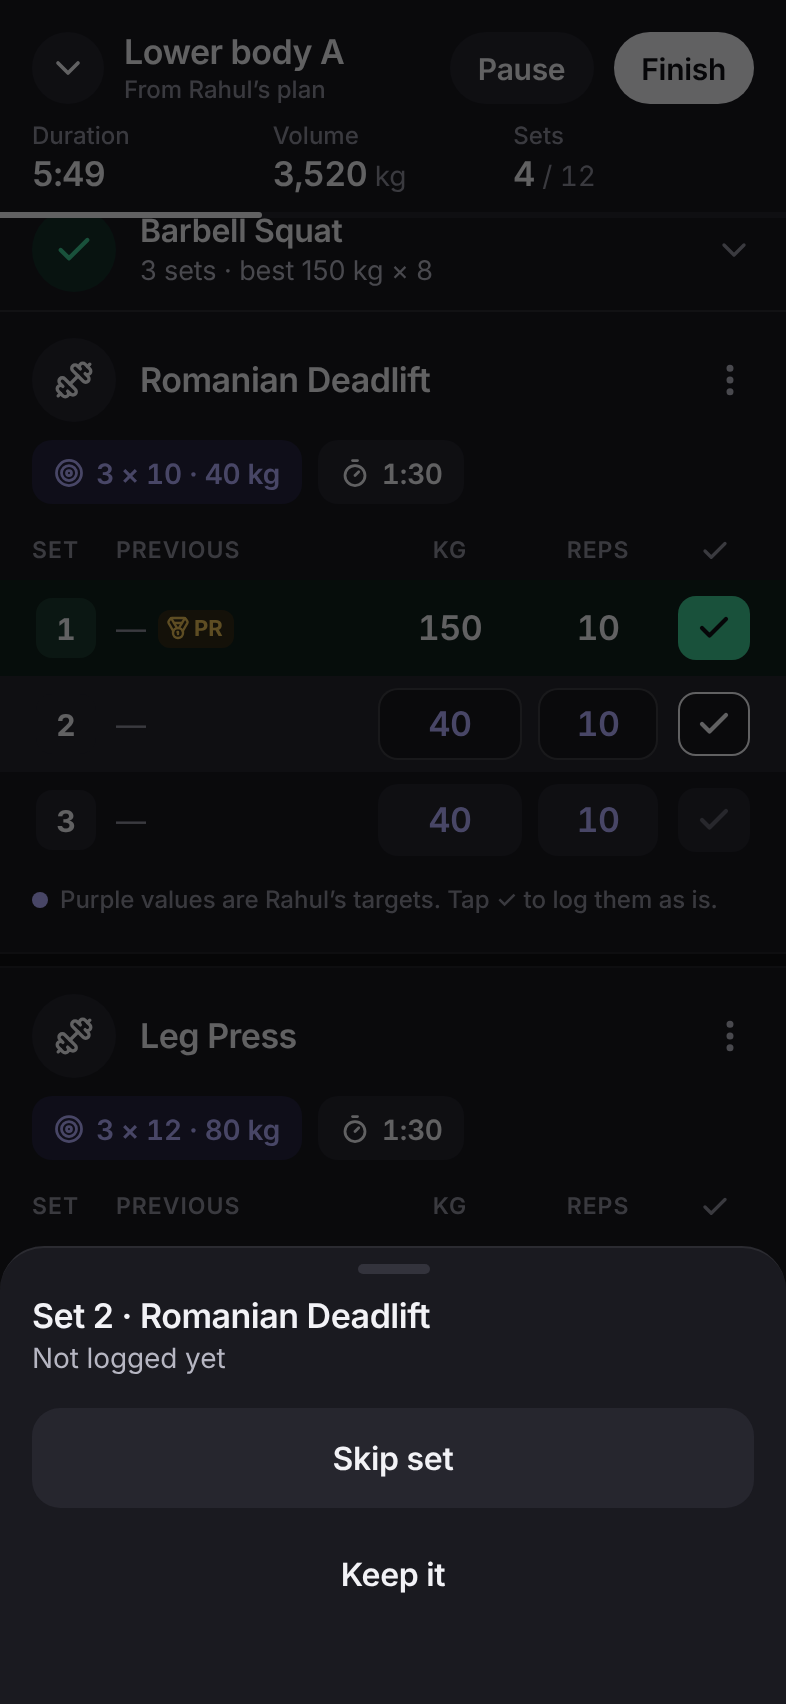 Lower body A
From Rahul's plan
Pause
Finish
Duration
Volume
Sets
5:49
3,520 kg
4 / 12
Barbell Squat
3 sets · best 150 kg × 8
Romanian Deadlift
3 × 10 · 40 kg
1:30
SET PREVIOUS KG REPS ✓
1 — PR 150 10 ✓
2 — 40 10 ✓
3 — 40 10 ✓
Purple values are Rahul's targets. Tap ✓ to log them as is.
Leg Press
3 × 12 · 80 kg
1:30
SET PREVIOUS KG REPS ✓
Set 2 · Romanian Deadlift
Not logged yet
Skip set
Keep it